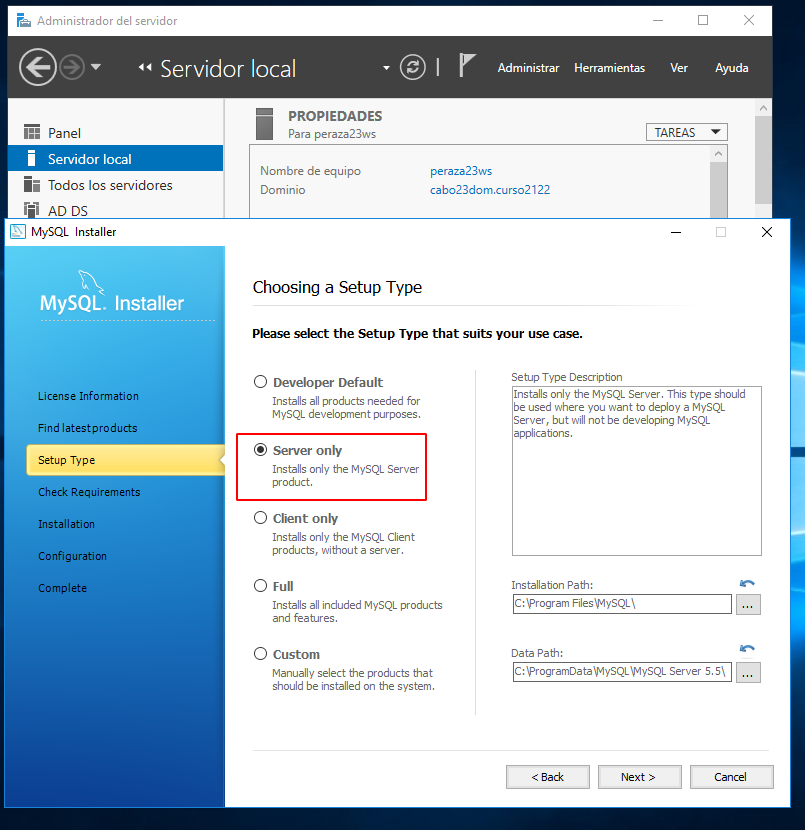 Administrador del servidor
Servidor local
Administrar Herramientas Ver Ayuda
Panel
Servidor local
Todos los servidores
AD DS
PROPIEDADES
Para peraza23ws
TAREAS
Nombre de equipo peraza23ws
Dominio cabo23dom.curso2122
MySQL Installer
MySQL. Installer
License Information
Find latest products
Setup Type
Check Requirements
Installation
Configuration
Complete
Choosing a Setup Type
Please select the Setup Type that suits your use case.
Developer Default
Installs all products needed for
MySQL development purposes.
Server only
Installs only the MySQL Server
product.
Client only
Installs only the MySQL Client
products, without a server.
Full
Installs all included MySQL products
and features.
Custom
Manually select the products that
should be installed on the system.
Setup Type Description
Installs only the MySQL Server. This type should
be used where you want to deploy a MySQL
Server, but will not be developing MySQL
applications.
Installation Path:
C:\Program Files\MySQL\
...
Data Path:
C:\ProgramData\MySQL\MySQL Server 5.5\
...
< Back
Next >
Cancel